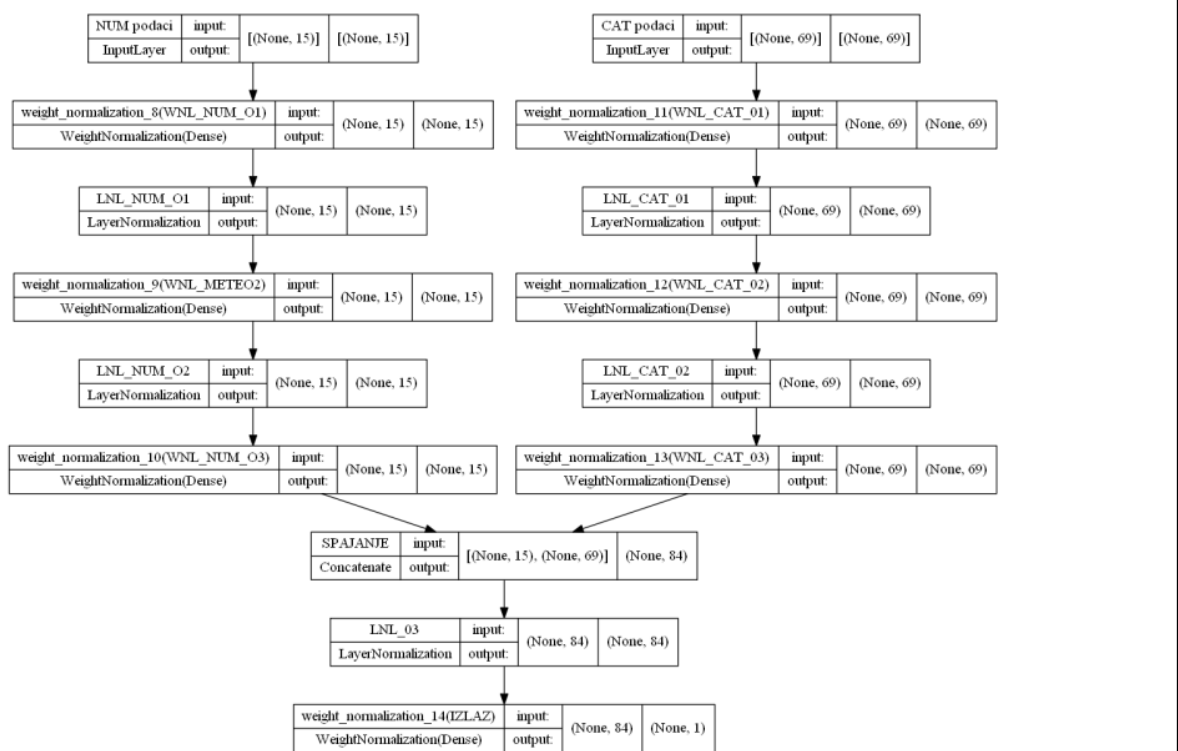 NUM podaci input: [(None, 15)] [(None, 15)]
InputLayer output:
CAT podaci input: [(None, 69)] [(None, 69)]
InputLayer output:
weight_normalization_8(WNL_NUM_O1) input: (None, 15) (None, 15)
WeightNormalization(Dense) output:
weight_normalization_11(WNL_CAT_01) input: (None, 69) (None, 69)
WeightNormalization(Dense) output:
LNL_NUM_O1 input: (None, 15) (None, 15)
LayerNormalization output:
LNL_CAT_01 input: (None, 69) (None, 69)
LayerNormalization output:
weight_normalization_9(WNL_METEO2) input: (None, 15) (None, 15)
WeightNormalization(Dense) output:
weight_normalization_12(WNL_CAT_02) input: (None, 69) (None, 69)
WeightNormalization(Dense) output:
LNL_NUM_O2 input: (None, 15) (None, 15)
LayerNormalization output:
LNL_CAT_02 input: (None, 69) (None, 69)
LayerNormalization output:
weight_normalization_10(WNL_NUM_O3) input: (None, 15) (None, 15)
WeightNormalization(Dense) output:
weight_normalization_13(WNL_CAT_03) input: (None, 69) (None, 69)
WeightNormalization(Dense) output:
SPAJANJE input: [(None, 15), (None, 69)] (None, 84)
Concatenate output:
LNL_03 input: (None, 84) (None, 84)
LayerNormalization output:
weight_normalization_14(IZLAZ) input: (None, 84) (None, 1)
WeightNormalization(Dense) output: